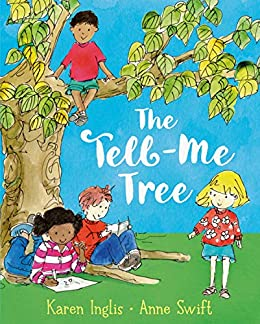 The
Tell-Me
Tree
Karen Inglis • Anne Swift